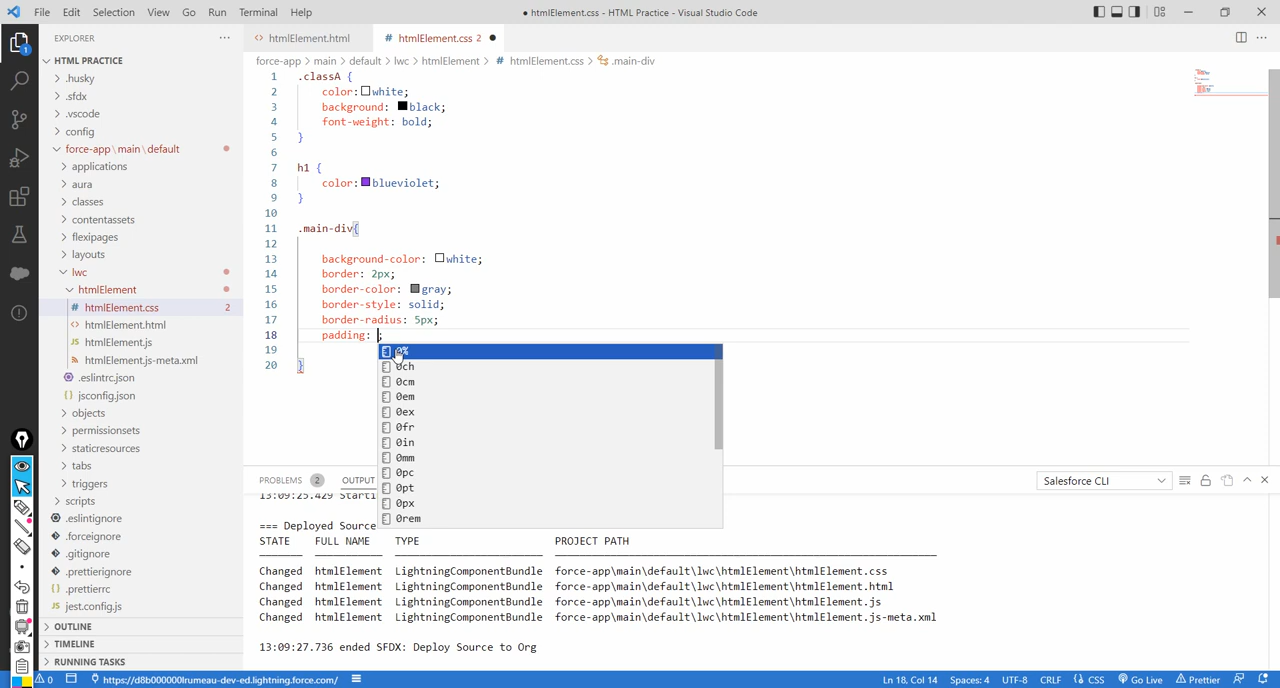 File Edit Selection View Go Run Terminal Help
● htmlElement.css - HTML Practice - Visual Studio Code
EXPLORER
HTML PRACTICE
.husky
.sfdx
.vscode
config
force-app\main\default
applications
aura
classes
contentassets
flexipages
layouts
lwc
htmlElement
# htmlElement.css 2
<> htmlElement.html
JS htmlElement.js
htmlElement.js-meta.xml
.eslintrc.json
{} jsconfig.json
objects
permissionsets
staticresources
tabs
triggers
scripts
.eslintignore
.forceignore
.gitignore
.prettierignore
{} .prettierrc
JS jest.config.js
OUTLINE
TIMELINE
RUNNING TASKS
1
<> htmlElement.html
# htmlElement.css 2 ●
force-app > main > default > lwc > htmlElement > # htmlElement.css > .main-div
1 .classA {
2 color: white;
3 background: black;
4 font-weight: bold;
5 }
6
7 h1 {
8 color: blueviolet;
9 }
10
11 .main-div{
12
13 background-color: white;
14 border: 2px;
15 border-color: gray;
16 border-style: solid;
17 border-radius: 5px;
18 padding: ;
19
20 }
0%
0ch
0cm
0em
0ex
0fr
0in
0mm
0pc
0pt
0px
0rem
PROBLEMS 2 OUTPUT
Salesforce CLI
13:09:25.429 Starti
=== Deployed Source
STATE FULL NAME TYPE PROJECT PATH
Changed htmlElement LightningComponentBundle force-app\main\default\lwc\htmlElement\htmlElement.css
Changed htmlElement LightningComponentBundle force-app\main\default\lwc\htmlElement\htmlElement.html
Changed htmlElement LightningComponentBundle force-app\main\default\lwc\htmlElement\htmlElement.js
Changed htmlElement LightningComponentBundle force-app\main\default\lwc\htmlElement\htmlElement.js-meta.xml
13:09:27.736 ended SFDX: Deploy Source to Org
0 https://d8b000000lrumeau-dev-ed.lightning.force.com/
Ln 18, Col 14 Spaces: 4 UTF-8 CRLF {} CSS Go Live Prettier